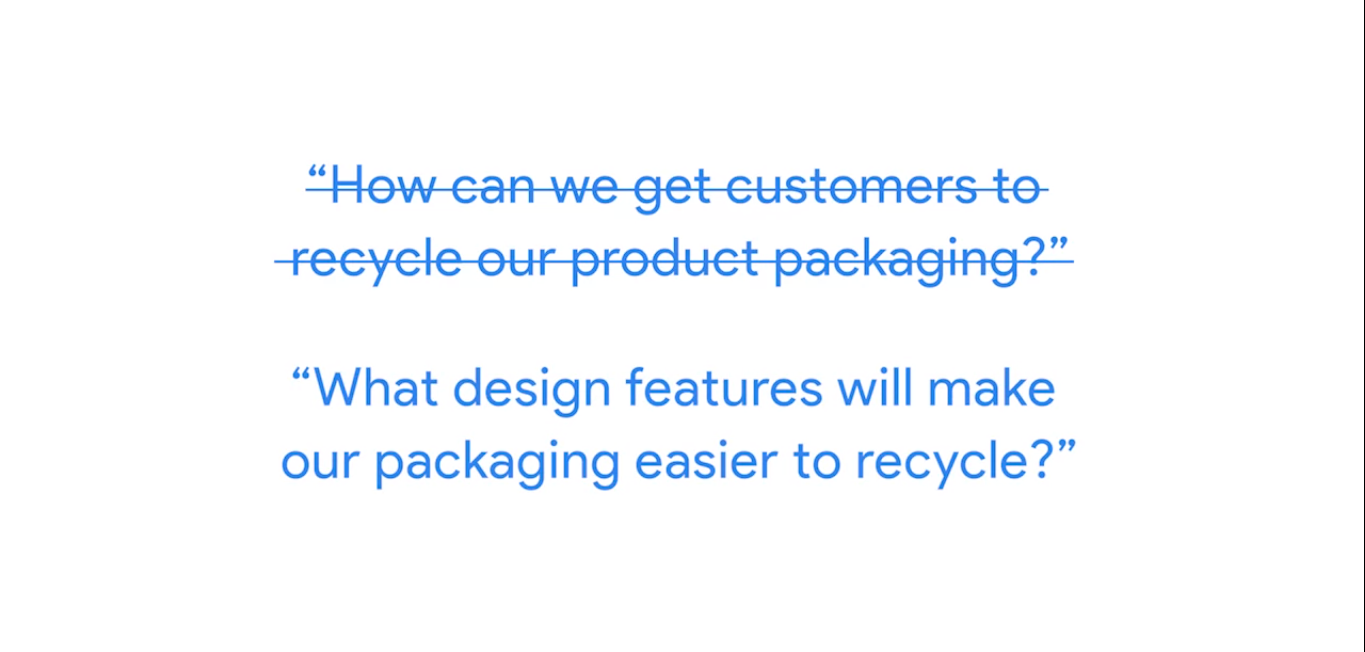 “How can we get customers to
recycle our product packaging?”
“What design features will make
our packaging easier to recycle?”